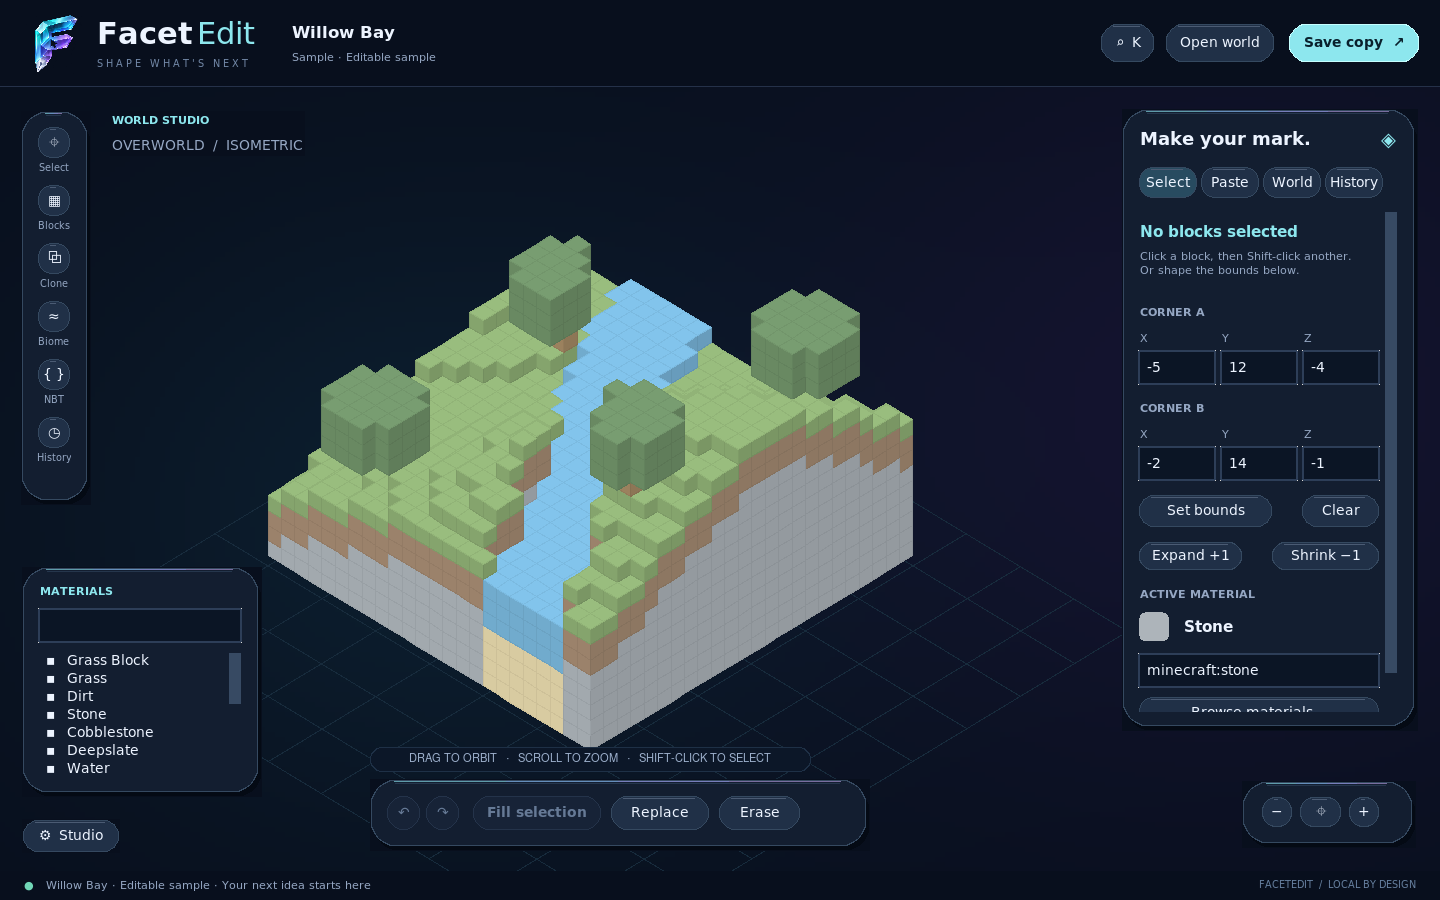 Facet Edit
SHAPE WHAT'S NEXT
Willow Bay
Sample · Editable sample
⌕ K
Open world
Save copy ↗
Select
Blocks
Clone
Biome
{ }
NBT
History
WORLD STUDIO
OVERWORLD / ISOMETRIC
MATERIALS
Grass Block
Grass
Dirt
Stone
Cobblestone
Deepslate
Water
⚙ Studio
DRAG TO ORBIT · SCROLL TO ZOOM · SHIFT-CLICK TO SELECT
↶ ↷ Fill selection Replace Erase
Make your mark.
Select Paste World History
No blocks selected
Click a block, then Shift-click another.
Or shape the bounds below.
CORNER A
X Y Z
-5 12 -4
CORNER B
X Y Z
-2 14 -1
Set bounds Clear
Expand +1 Shrink −1
ACTIVE MATERIAL
Stone
minecraft:stone
Browse materials
− +
Willow Bay · Editable sample · Your next idea starts here
FACETEDIT / LOCAL BY DESIGN